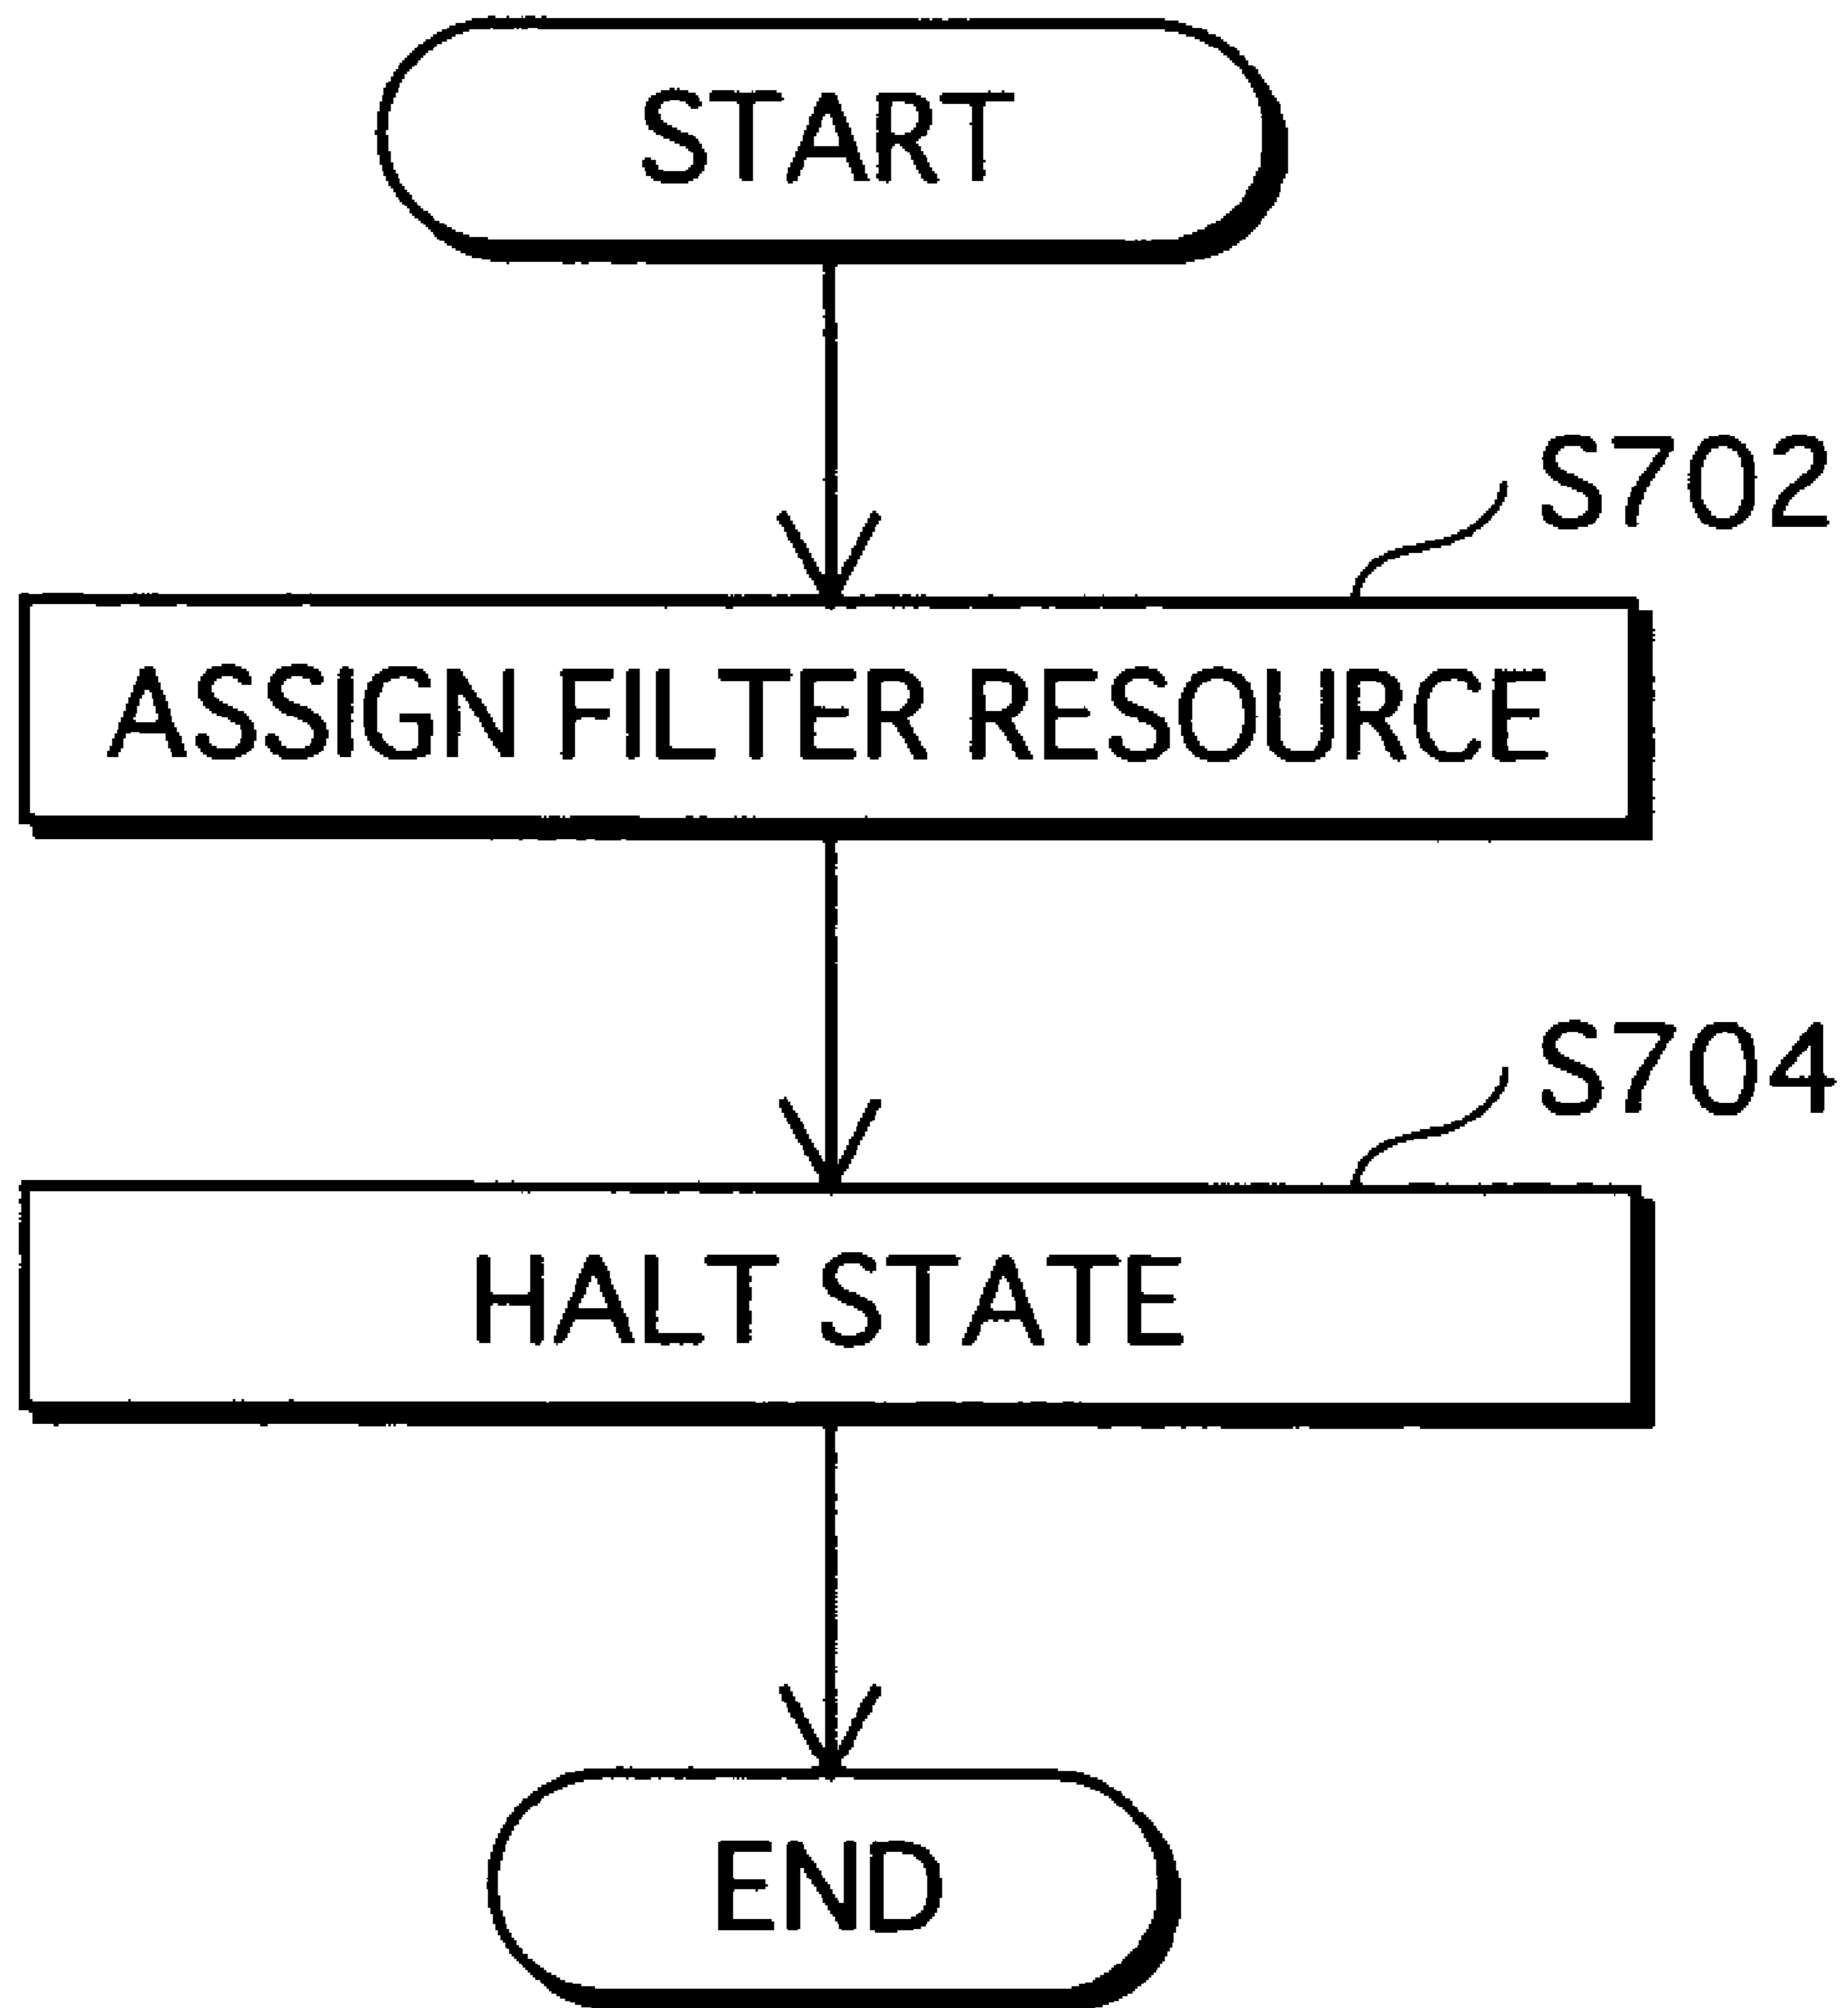 START
S702
ASSIGN FILTER RESOURCE
S704
HALT STATE
END